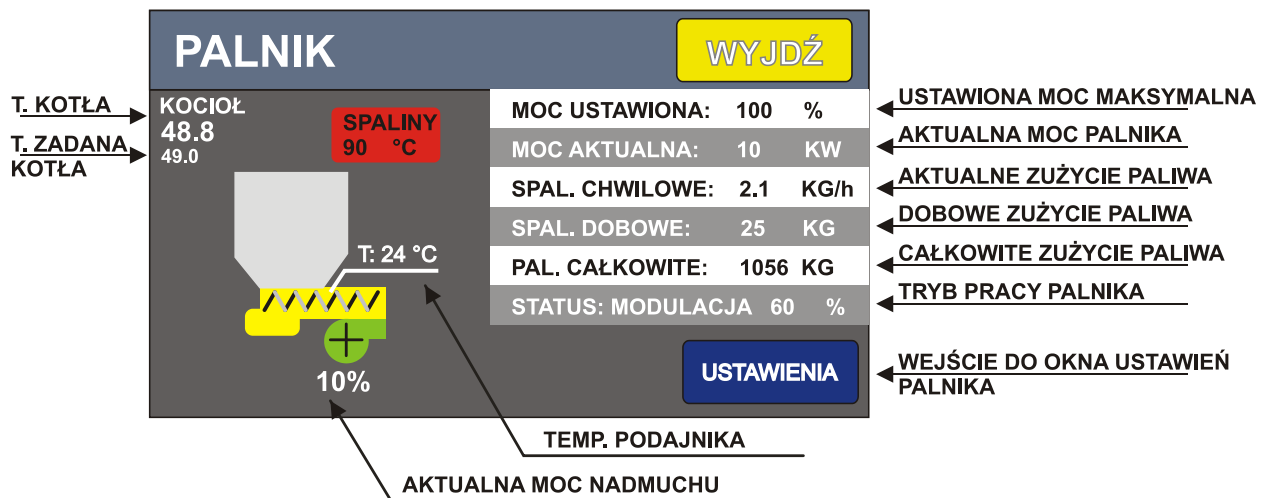 PALNIK
WYJDŹ
T. KOTŁA
T. ZADANA
KOTŁA
KOCIOŁ
48.8
49.0
SPALINY
90 °C
T: 24 °C
10%
MOC USTAWIONA: 100 %
MOC AKTUALNA: 10 KW
SPAL. CHWILOWE: 2.1 KG/h
SPAL. DOBOWE: 25 KG
PAL. CAŁKOWITE: 1056 KG
STATUS: MODULACJA 60 %
USTAWIENIA
USTAWIONA MOC MAKSYMALNA
AKTUALNA MOC PALNIKA
AKTUALNE ZUŻYCIE PALIWA
DOBOWE ZUŻYCIE PALIWA
CAŁKOWITE ZUŻYCIE PALIWA
TRYB PRACY PALNIKA
WEJŚCIE DO OKNA USTAWIEŃ
PALNIKA
TEMP. PODAJNIKA
AKTUALNA MOC NADMUCHU